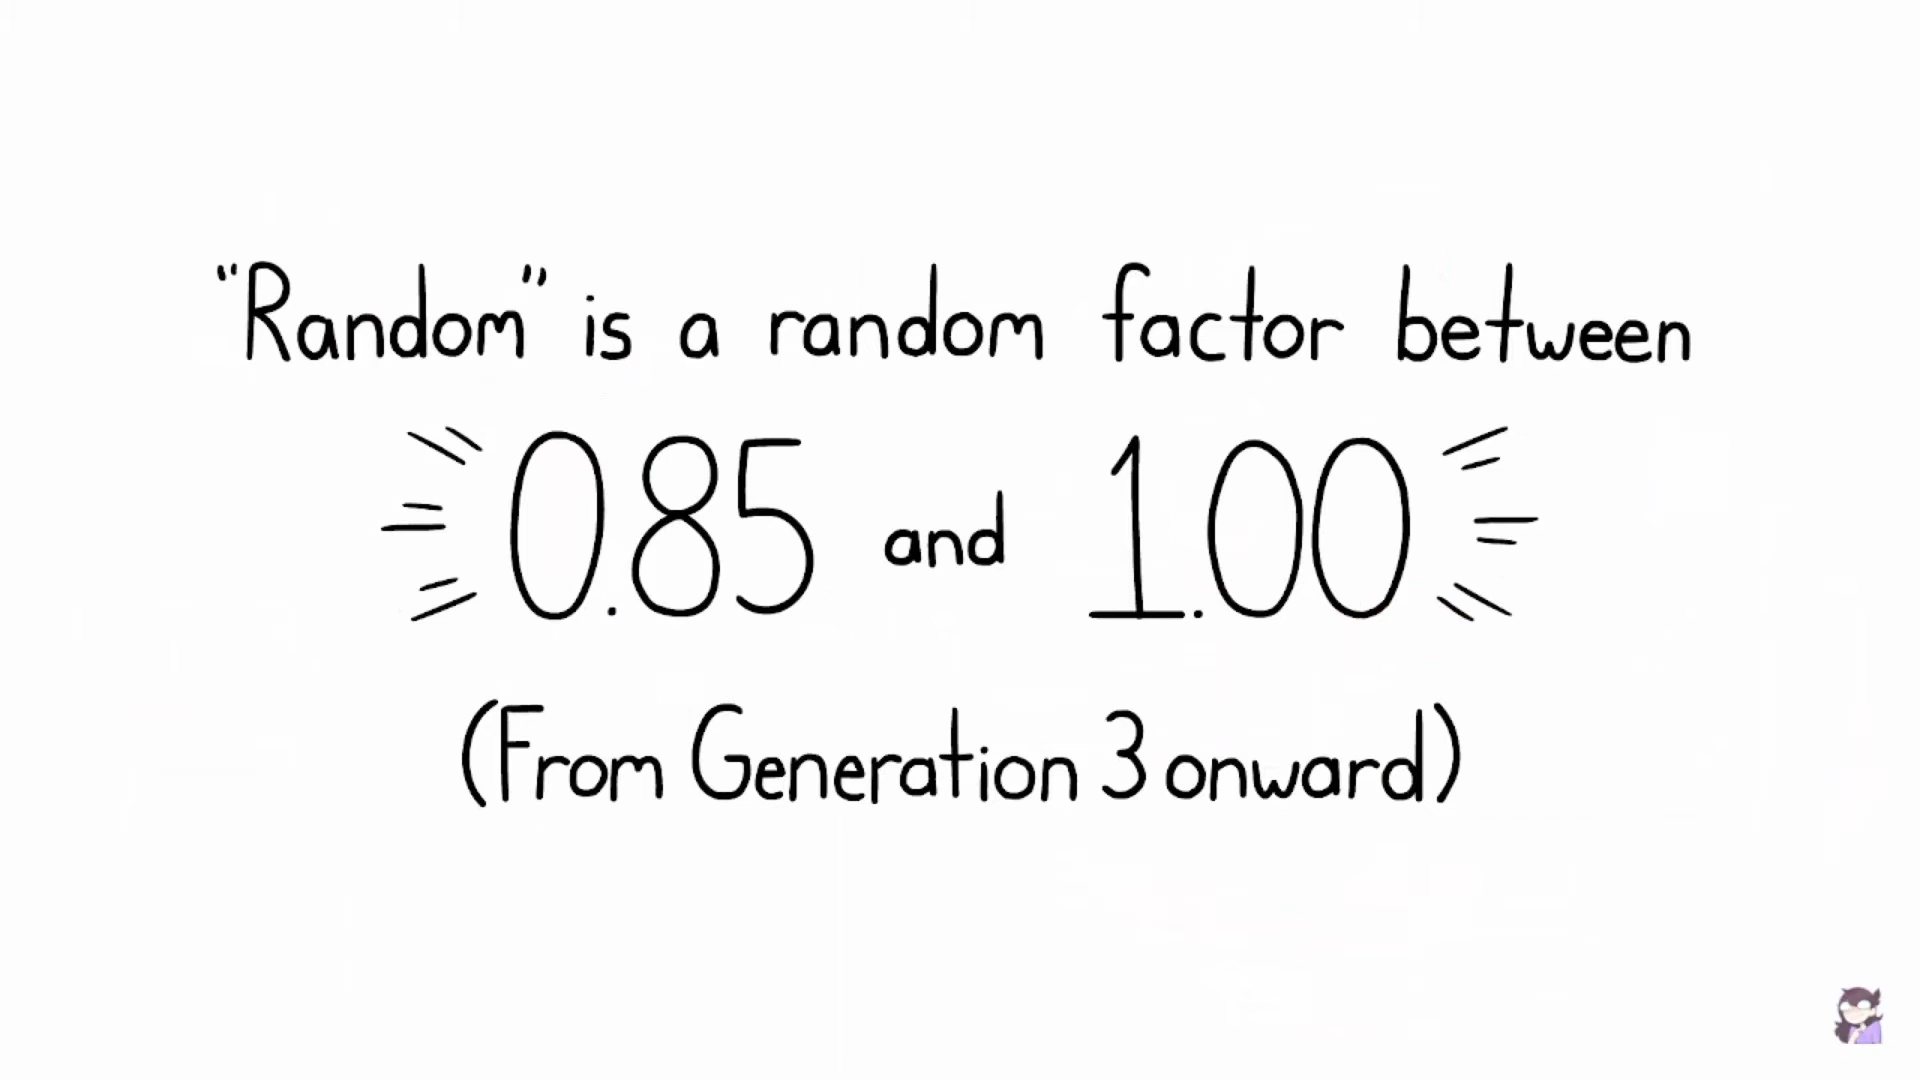 “Random” is a random factor between
0.85 and 1.00
(From Generation 3 onward)